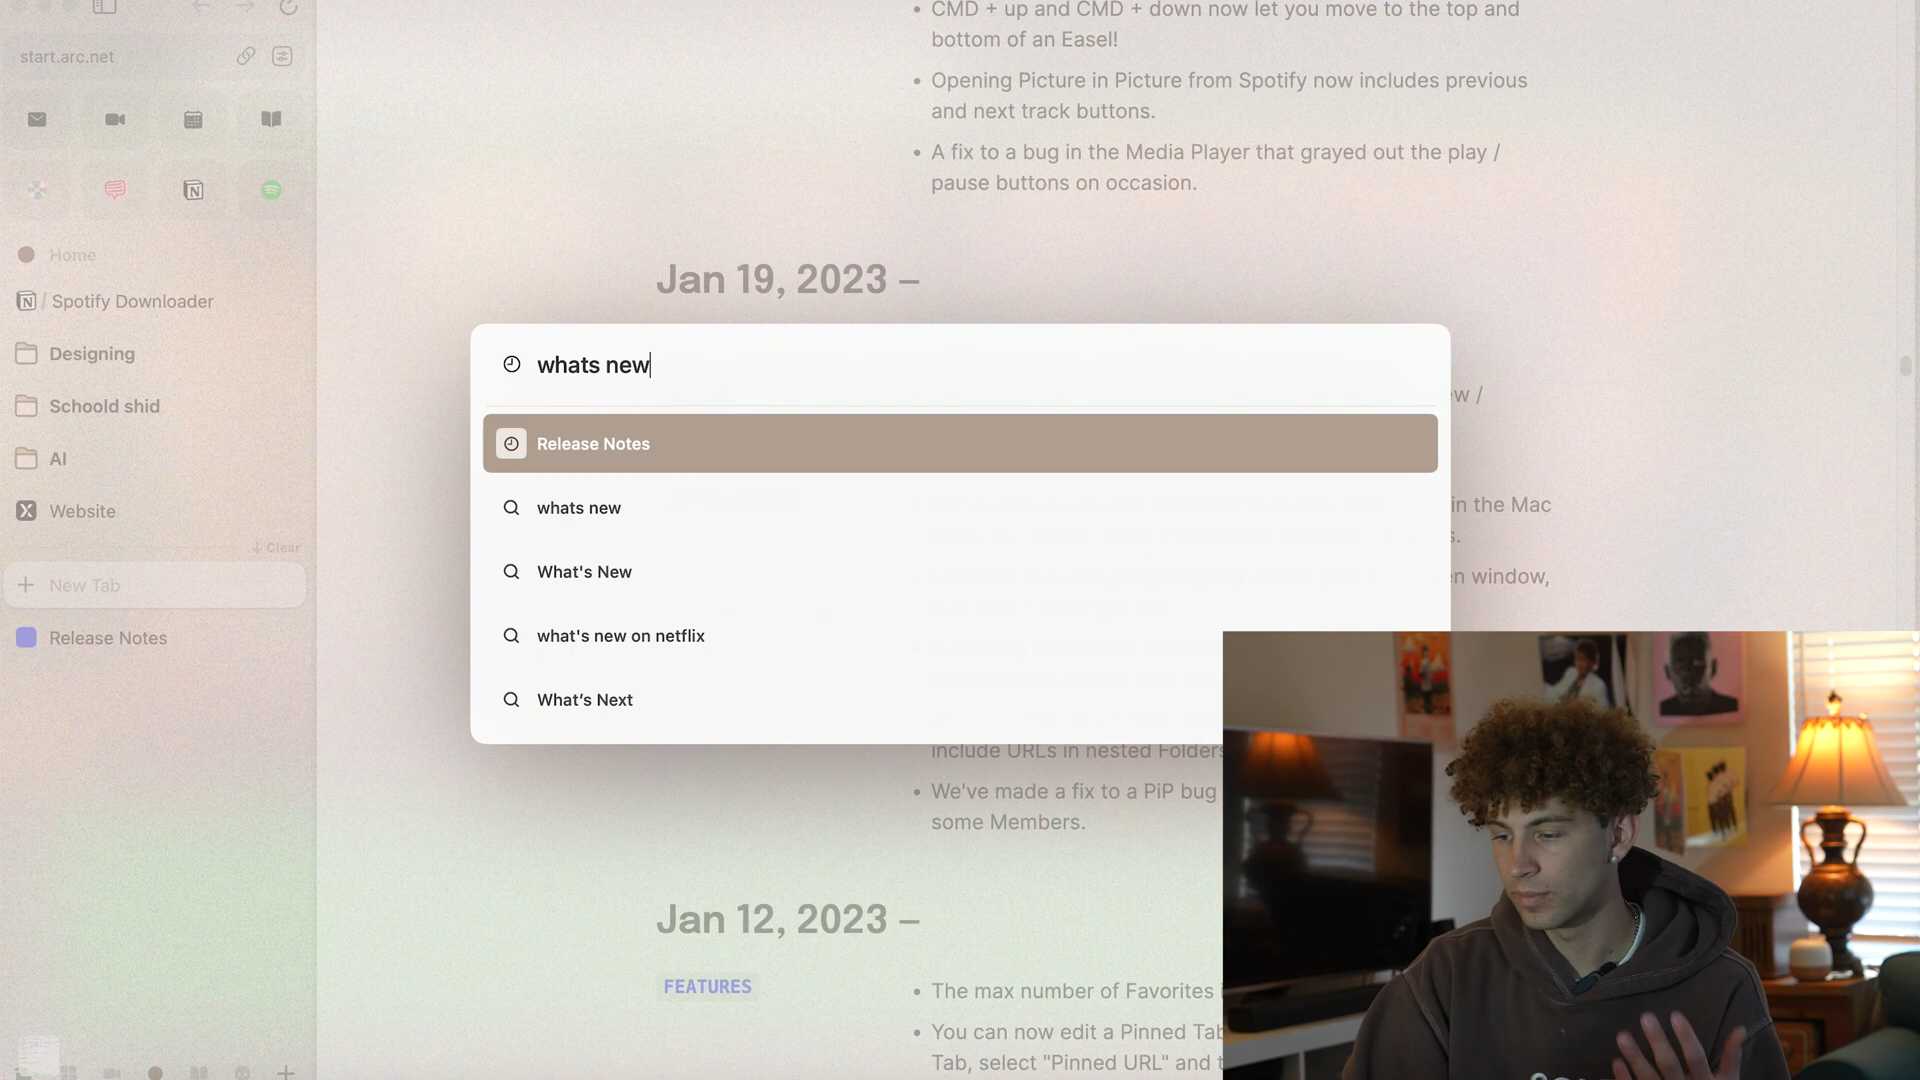 start.arc.net
Home
/ Spotify Downloader
Designing
Schoold shid
AI
Website
Clear
New Tab
Release Notes
CMD + up and CMD + down now let you move to the top and
bottom of an Easel!
Opening Picture in Picture from Spotify now includes previous
and next track buttons.
A fix to a bug in the Media Player that grayed out the play /
pause buttons on occasion.
Jan 19, 2023 –
whats new
Release Notes
whats new
What's New
what's new on netflix
What's Next
/
in the Mac
window,
include URLs in nested Folders
We've made a fix to a PiP bug
some Members.
Jan 12, 2023 –
FEATURES
The max number of Favorites
You can now edit a Pinned Tab
Tab, select "Pinned URL" and